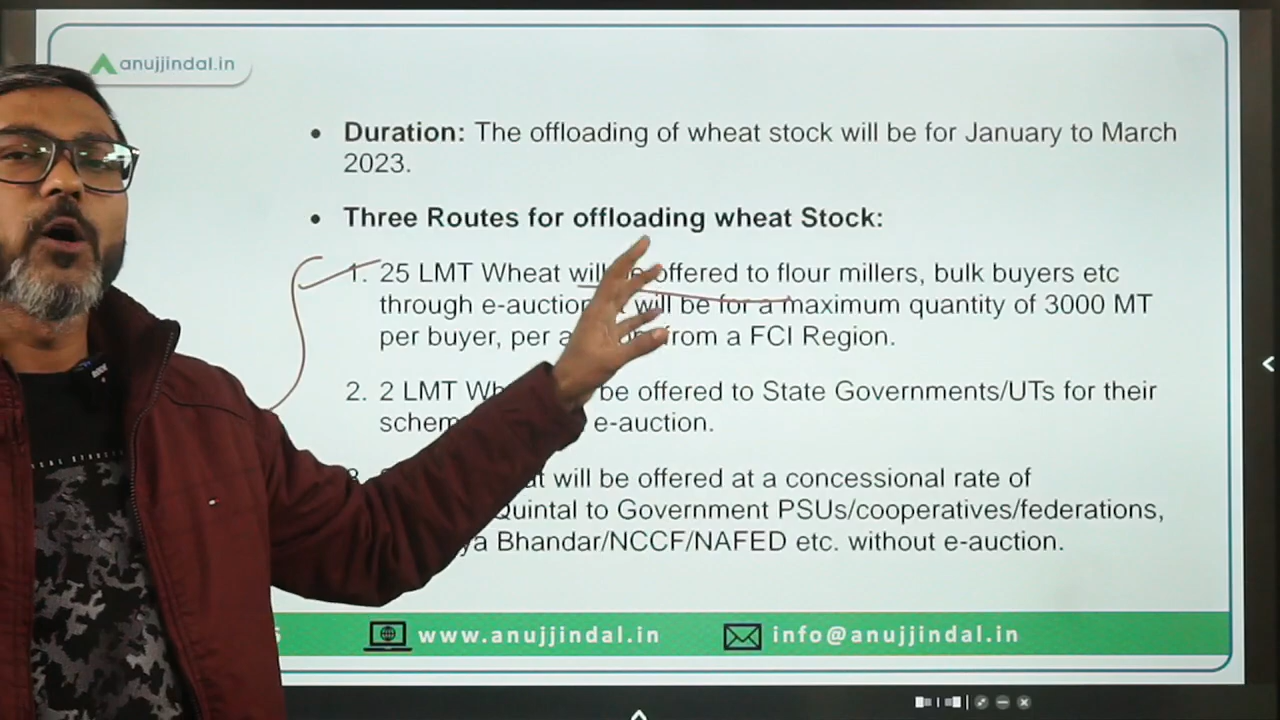 anujjindal.in
• Duration: The offloading of wheat stock will be for January to March
2023.
• Three Routes for offloading wheat Stock:
1. 25 LMT Wheat will be offered to flour millers, bulk buyers etc
through e-auction will be for a maximum quantity of 3000 MT
per buyer, per from a FCI Region.
2. 2 LMT be offered to State Governments/UTs for their
e-auction.
will be offered at a concessional rate of
Quintal to Government PSUs/cooperatives/federations,
Bhandar/NCCF/NAFED etc. without e-auction.
www.anujjindal.in info@anujjindal.in